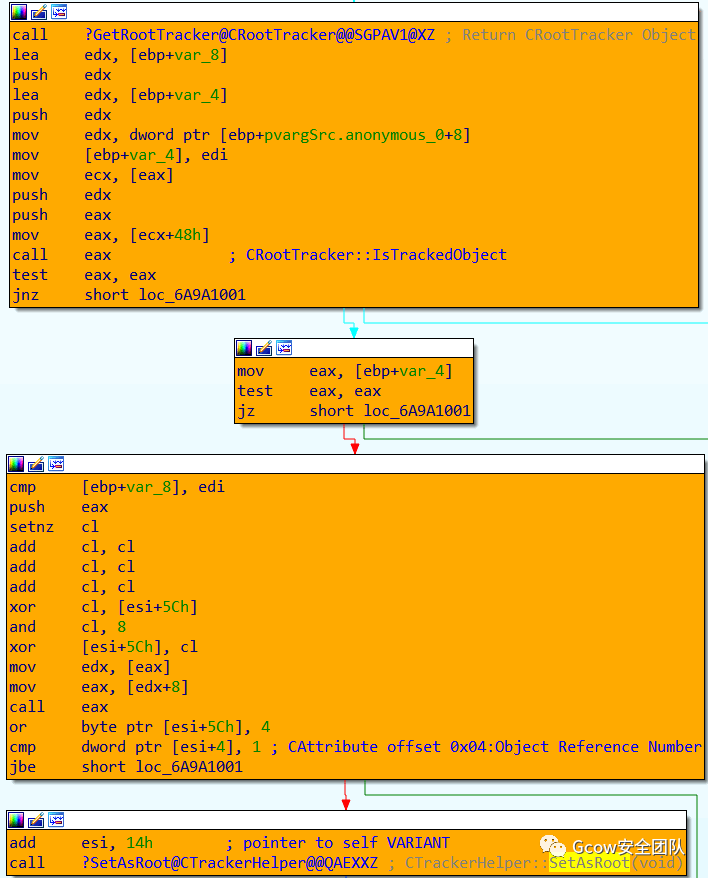 call ?GetRootTracker@CRootTracker@@SGPAV1@XZ ; Return CRootTracker Object
lea edx, [ebp+var_8]
push edx
lea edx, [ebp+var_4]
push edx
mov edx, dword ptr [ebp+pvargSrc.anonymous_0+8]
mov [ebp+var_4], edi
mov ecx, [eax]
push edx
push eax
mov eax, [ecx+48h]
call eax ; CRootTracker::IsTrackedObject
test eax, eax
jnz short loc_6A9A1001
mov eax, [ebp+var_4]
test eax, eax
jz short loc_6A9A1001
cmp [ebp+var_8], edi
push eax
setnz cl
add cl, cl
add cl, cl
add cl, cl
xor cl, [esi+5Ch]
and cl, 8
xor [esi+5Ch], cl
mov edx, [eax]
mov eax, [edx+8]
call eax
or byte ptr [esi+5Ch], 4
cmp dword ptr [esi+4], 1 ; CAttribute offset 0x04:Object Reference Number
jbe short loc_6A9A1001
add esi, 14h ; pointer to self VARIANT
call ?SetAsRoot@CTrackerHelper@@QAEXXZ ; CTrackerHelper::SetAsRoot(void)
Gcow安全团队